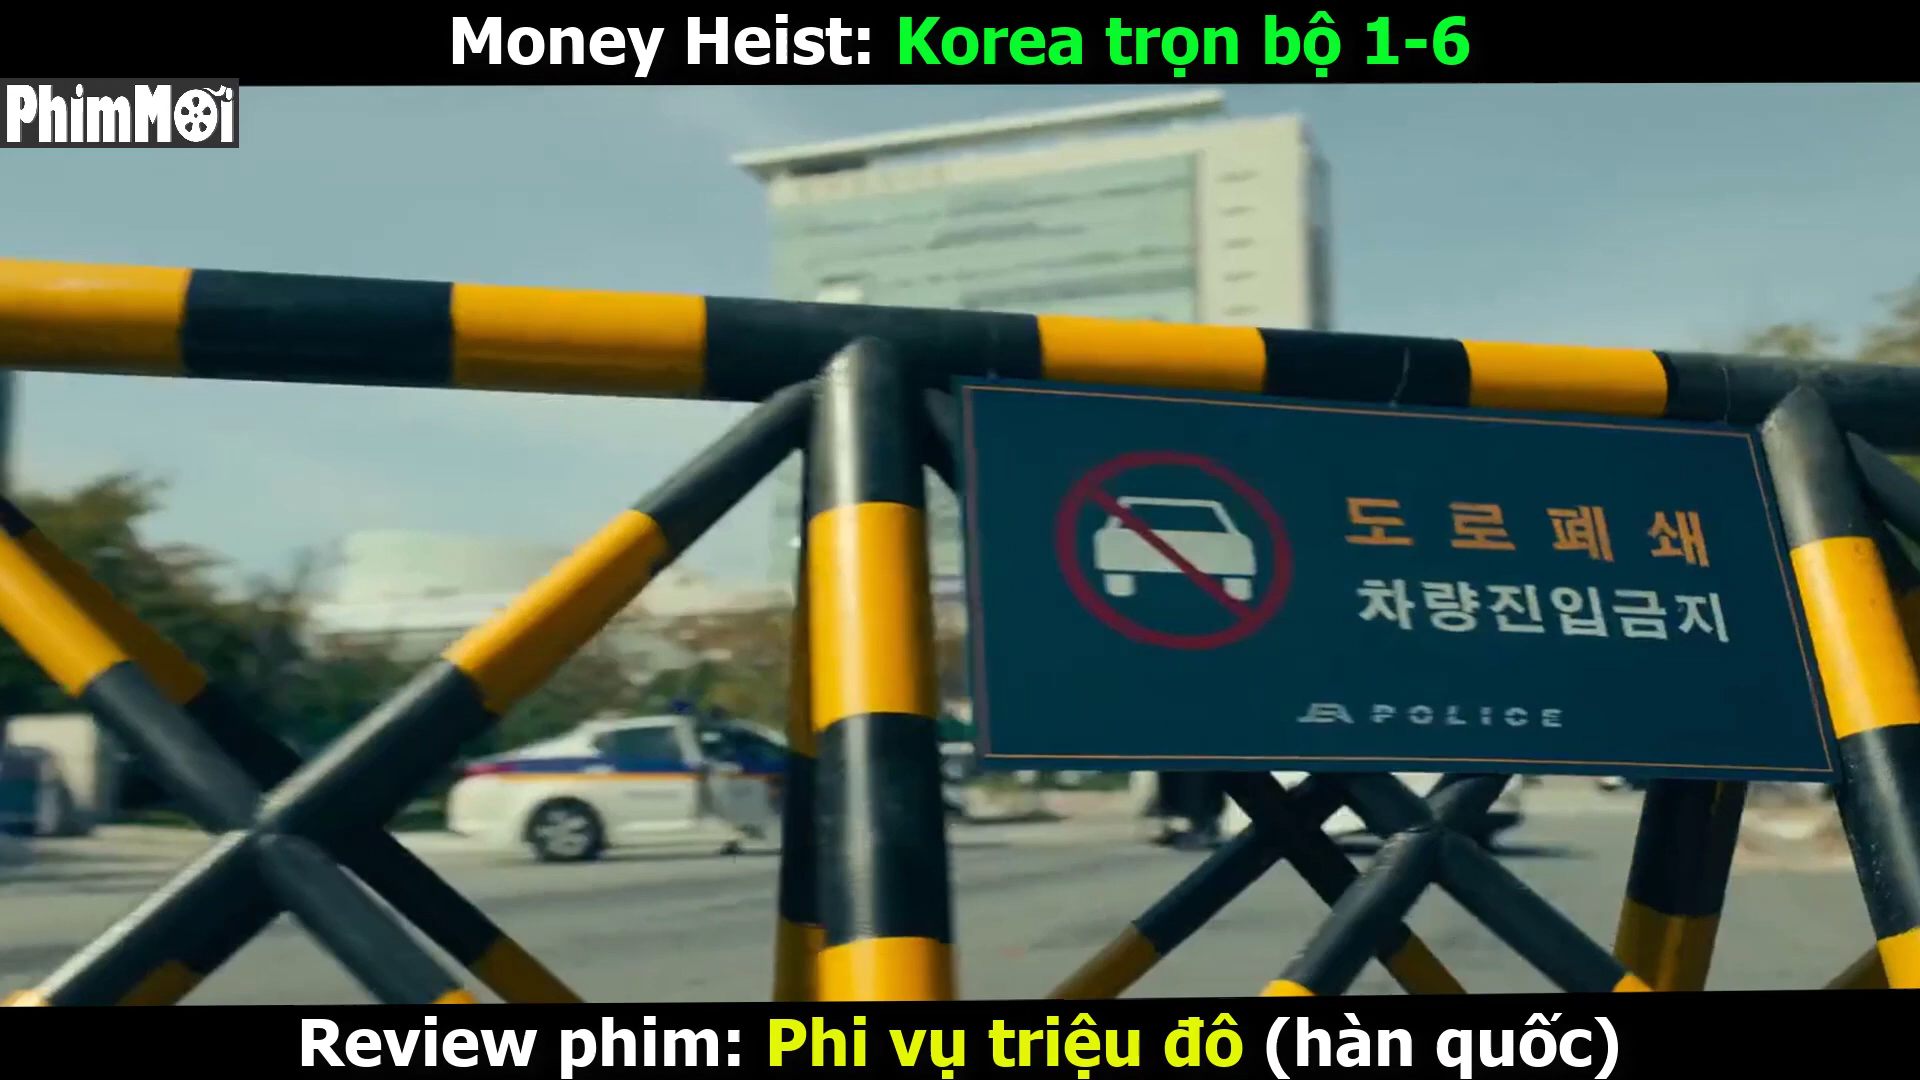 Money Heist: Korea trọn bộ 1-6
PhimMới
도로폐쇄
차량진입금지
JEA POLICE
Review phim: Phi vụ triệu đô (hàn quốc)